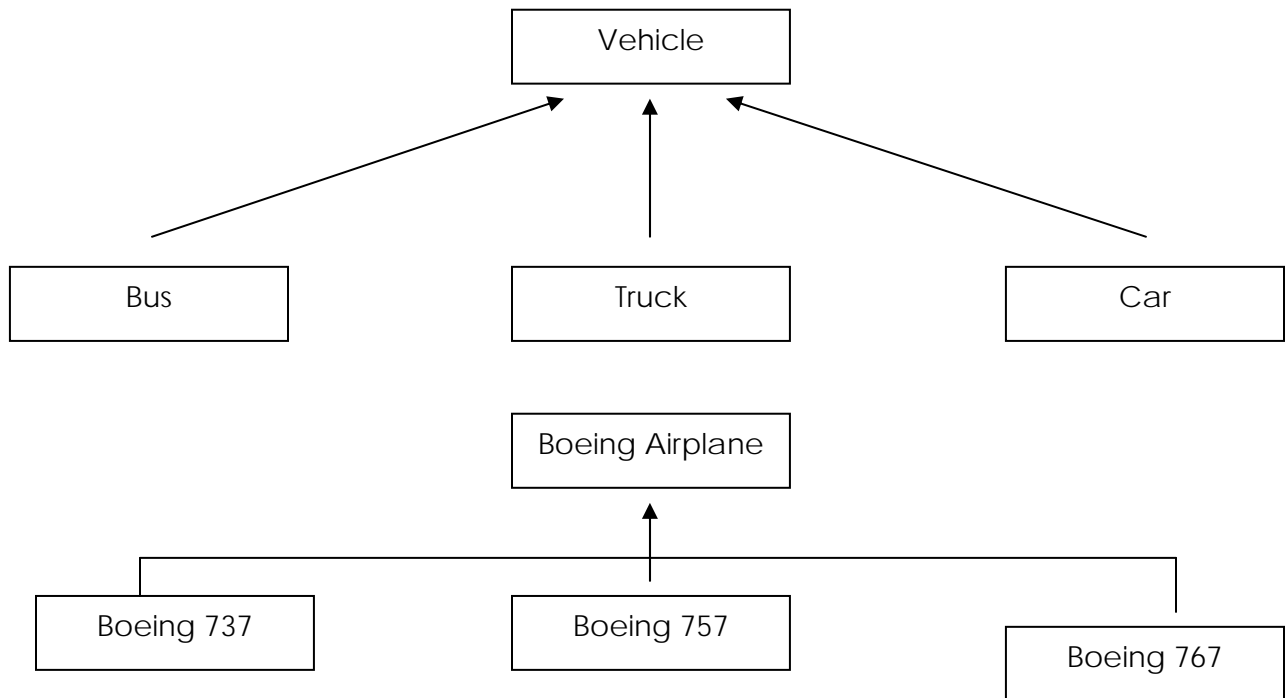 Vehicle
Bus
Truck
Car
Boeing Airplane
Boeing 737
Boeing 757
Boeing 767